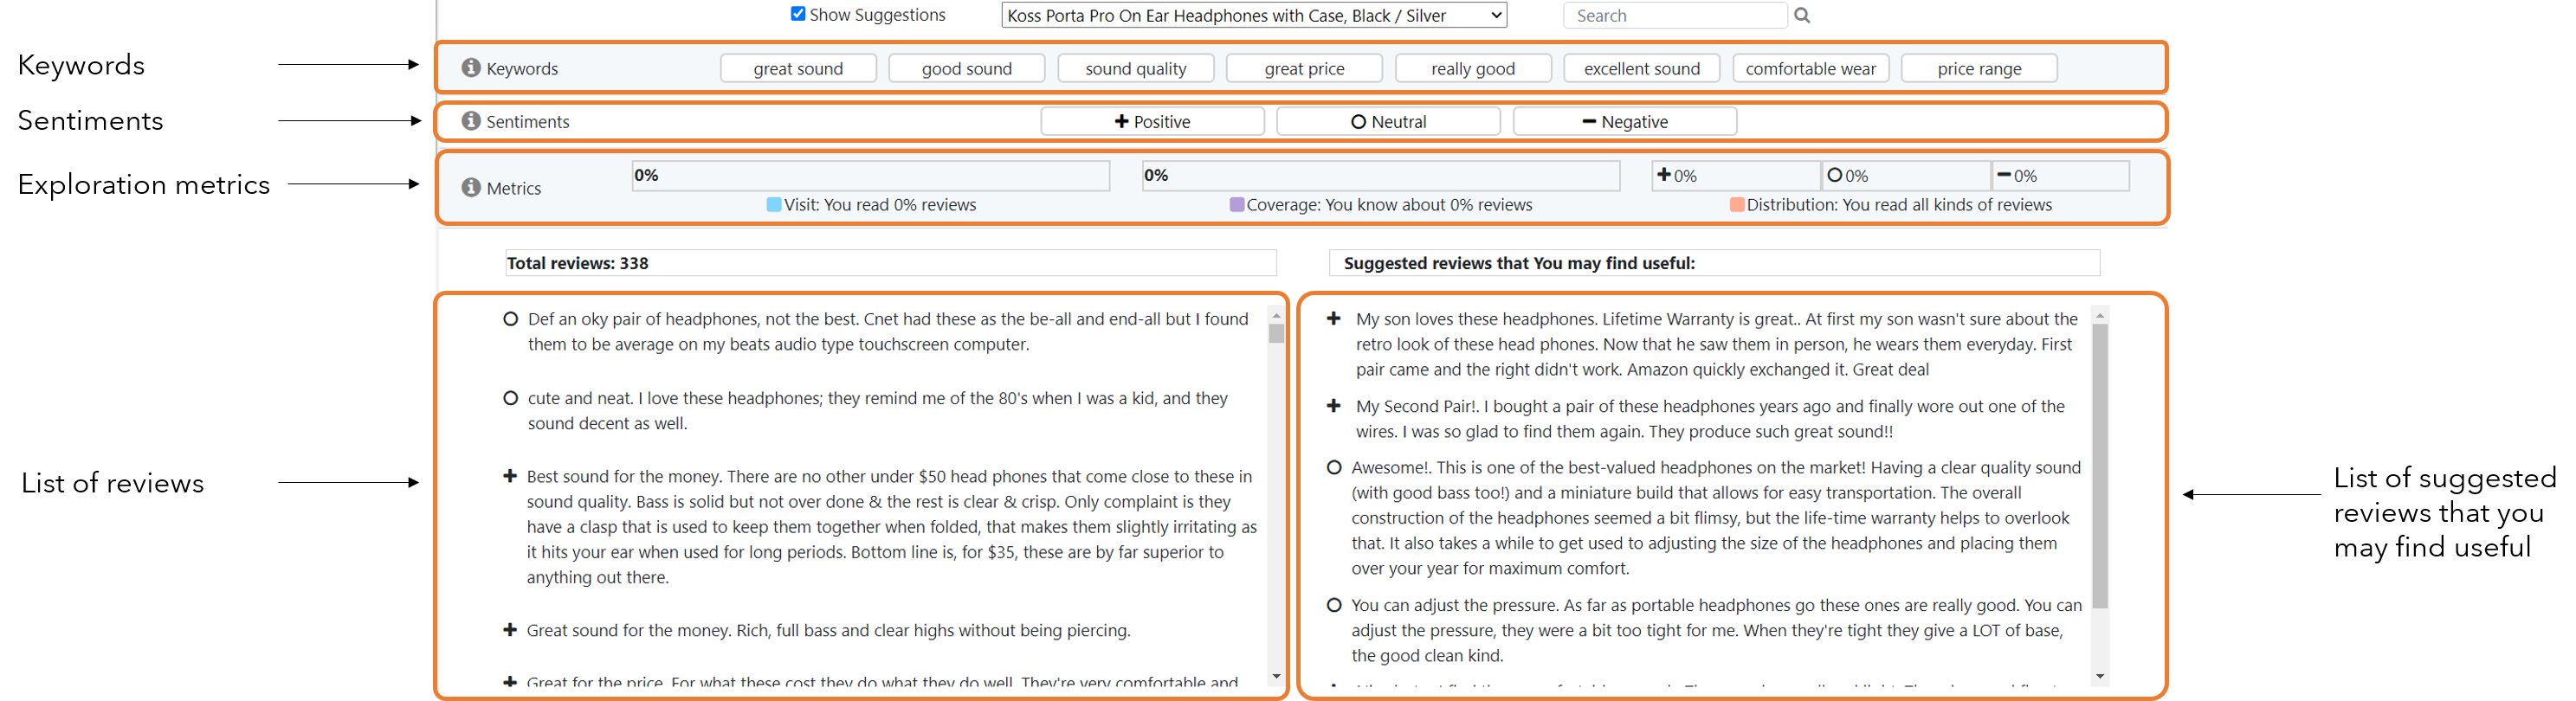 Show Suggestions
Koss Porta Pro On Ear Headphones with Case, Black / Silver
Search
Keywords
Keywords
great sound
good sound
sound quality
great price
really good
excellent sound
comfortable wear
price range
Sentiments
Sentiments
Positive
Neutral
Negative
Exploration metrics
Metrics
0%
0%
0%
0%
0%
Visit: You read 0% reviews
Coverage: You know about 0% reviews
Distribution: You read all kinds of reviews
Total reviews: 338
Suggested reviews that You may find useful:
List of reviews
Def an oky pair of headphones, not the best. Cnet had these as the be-all and end-all but I found
them to be average on my beats audio type touchscreen computer.
cute and neat. I love these headphones; they remind me of the 80's when I was a kid, and they
sound decent as well.
Best sound for the money. There are no other under $50 head phones that come close to these in
sound quality. Bass is solid but not over done & the rest is clear & crisp. Only complaint is they
have a clasp that is used to keep them together when folded, that makes them slightly irritating as
it hits your ear when used for long periods. Bottom line is, for $35, these are by far superior to
anything out there.
Great sound for the money. Rich, full bass and clear highs without being piercing.
Great for the price. For what these cost they do what they do well. They're very comfortable and
My son loves these headphones. Lifetime Warranty is great.. At first my son wasn't sure about the
retro look of these head phones. Now that he saw them in person, he wears them everyday. First
pair came and the right didn't work. Amazon quickly exchanged it. Great deal
My Second Pair!. I bought a pair of these headphones years ago and finally wore out one of the
wires. I was so glad to find them again. They produce such great sound!!
Awesome!. This is one of the best-valued headphones on the market! Having a clear quality sound
(with good bass too!) and a miniature build that allows for easy transportation. The overall
construction of the headphones seemed a bit flimsy, but the life-time warranty helps to overlook
that. It also takes a while to get used to adjusting the size of the headphones and placing them
over your year for maximum comfort.
You can adjust the pressure. As far as portable headphones go these ones are really good. You can
adjust the pressure, they were a bit too tight for me. When they're tight they give a LOT of base,
the good clean kind.
List of suggested
reviews that you
may find useful